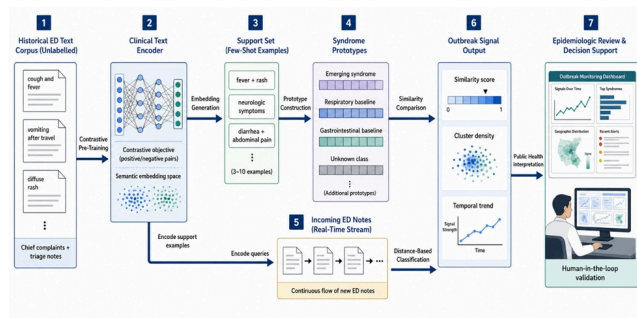 1
Historical ED Text
Corpus (Unlabelled)
cough and
fever
vomiting
after travel
diffuse
rash
Chief complaints +
triage notes
Contrastive
Pre-Training
2
Clinical Text
Encoder
Contrastive objective
(positive/negative pairs)
Semantic embedding space
Embedding
Generation
Encode support
examples
3
Support Set
(Few-Shot Examples)
fever + rash
neurologic
symptoms
diarrhea +
abdominal pain
(3–10 examples)
Prototype
Construction
4
Syndrome
Prototypes
Emerging syndrome
Respiratory baseline
Gastrointestinal baseline
Unknown class
(Additional prototypes)
Similarity
Comparison
Encode queries
5
Incoming ED Notes
(Real-Time Stream)
Continuous flow of new ED notes
Distance-Based
Classification
6
Outbreak Signal
Output
Similarity score
0
1
Cluster density
Temporal trend
Signal
Strength
Time
Public Health
Interpretation
7
Epidemiologic Review &
Decision Support
Outbreak Monitoring Dashboard
Signals Over Time
Top Syndromes
Geographic Distribution
Recent Alerts
Human-in-the-loop
validation